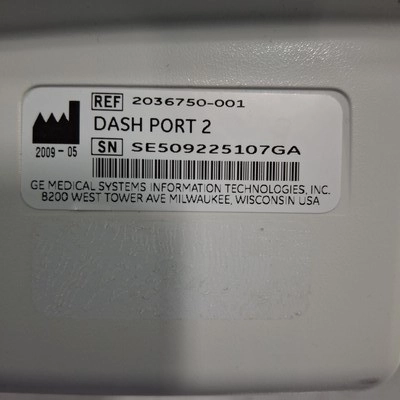 REF 2036750-001
DASH PORT 2
2009-05
SN SE509225107GA
GE MEDICAL SYSTEMS INFORMATION TECHNOLOGIES, INC.
8200 WEST TOWER AVE MILWAUKEE, WISCONSIN USA